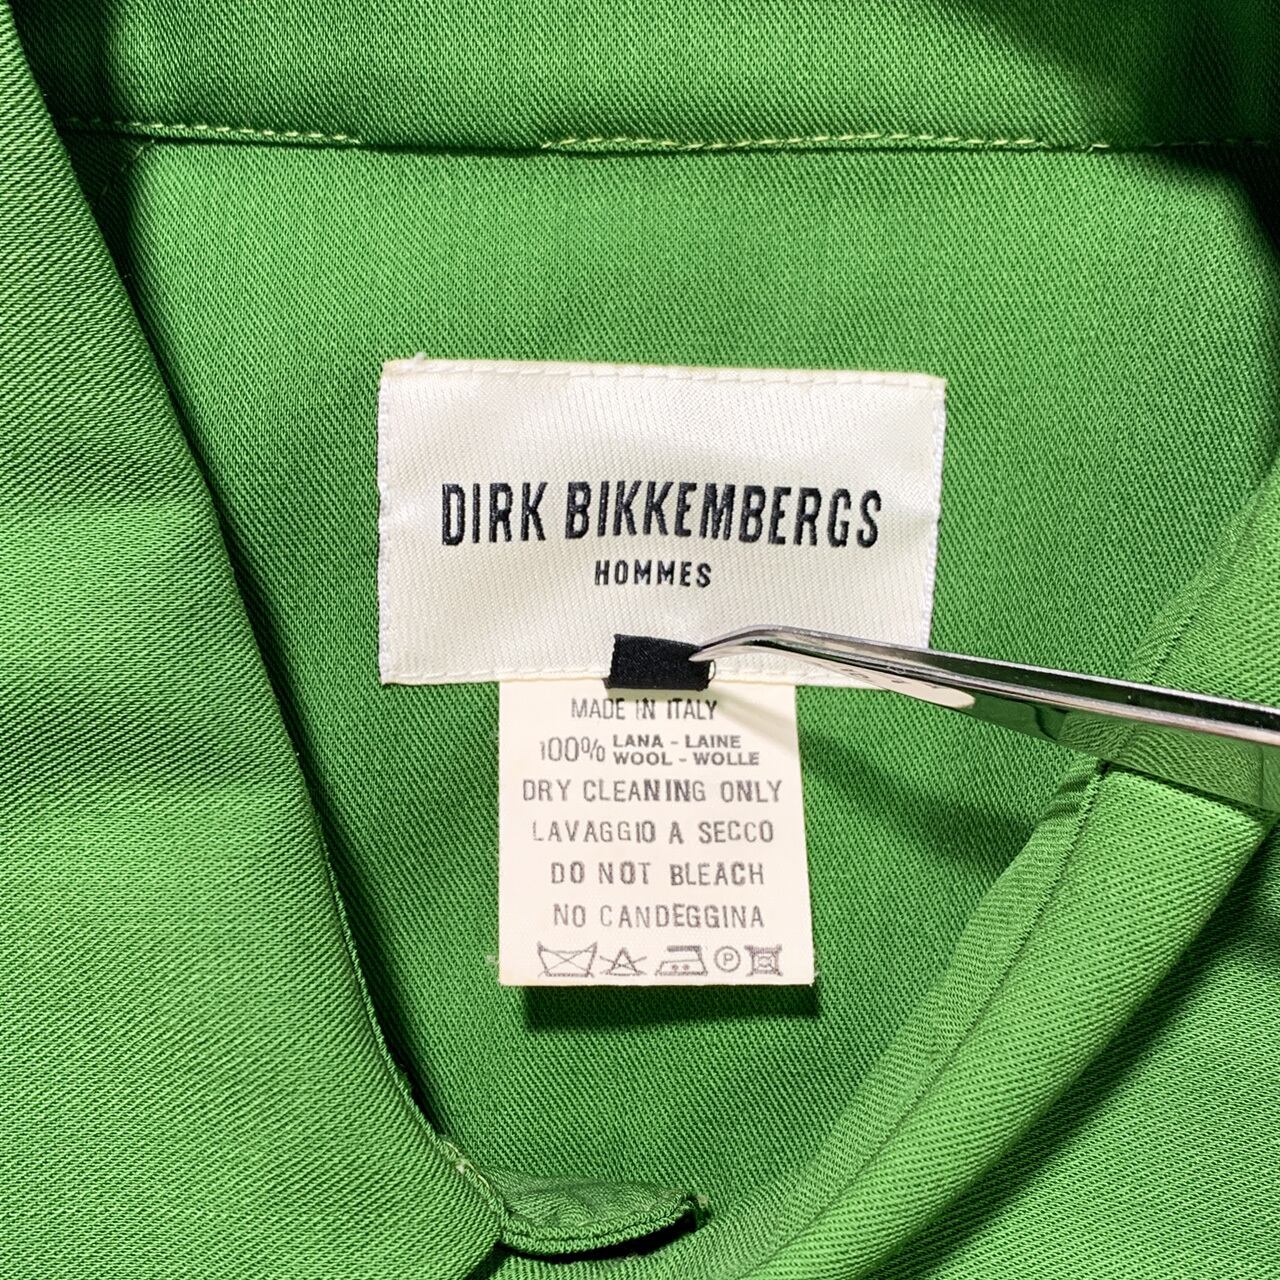 DIRK BIKKEMBERGS
HOMMES
MADE IN ITALY
100% LANA - LAINE
WOOL - WOLLE
DRY CLEANING ONLY
LAVAGGIO A SECCO
DO NOT BLEACH
NO CANDEGGINA
P